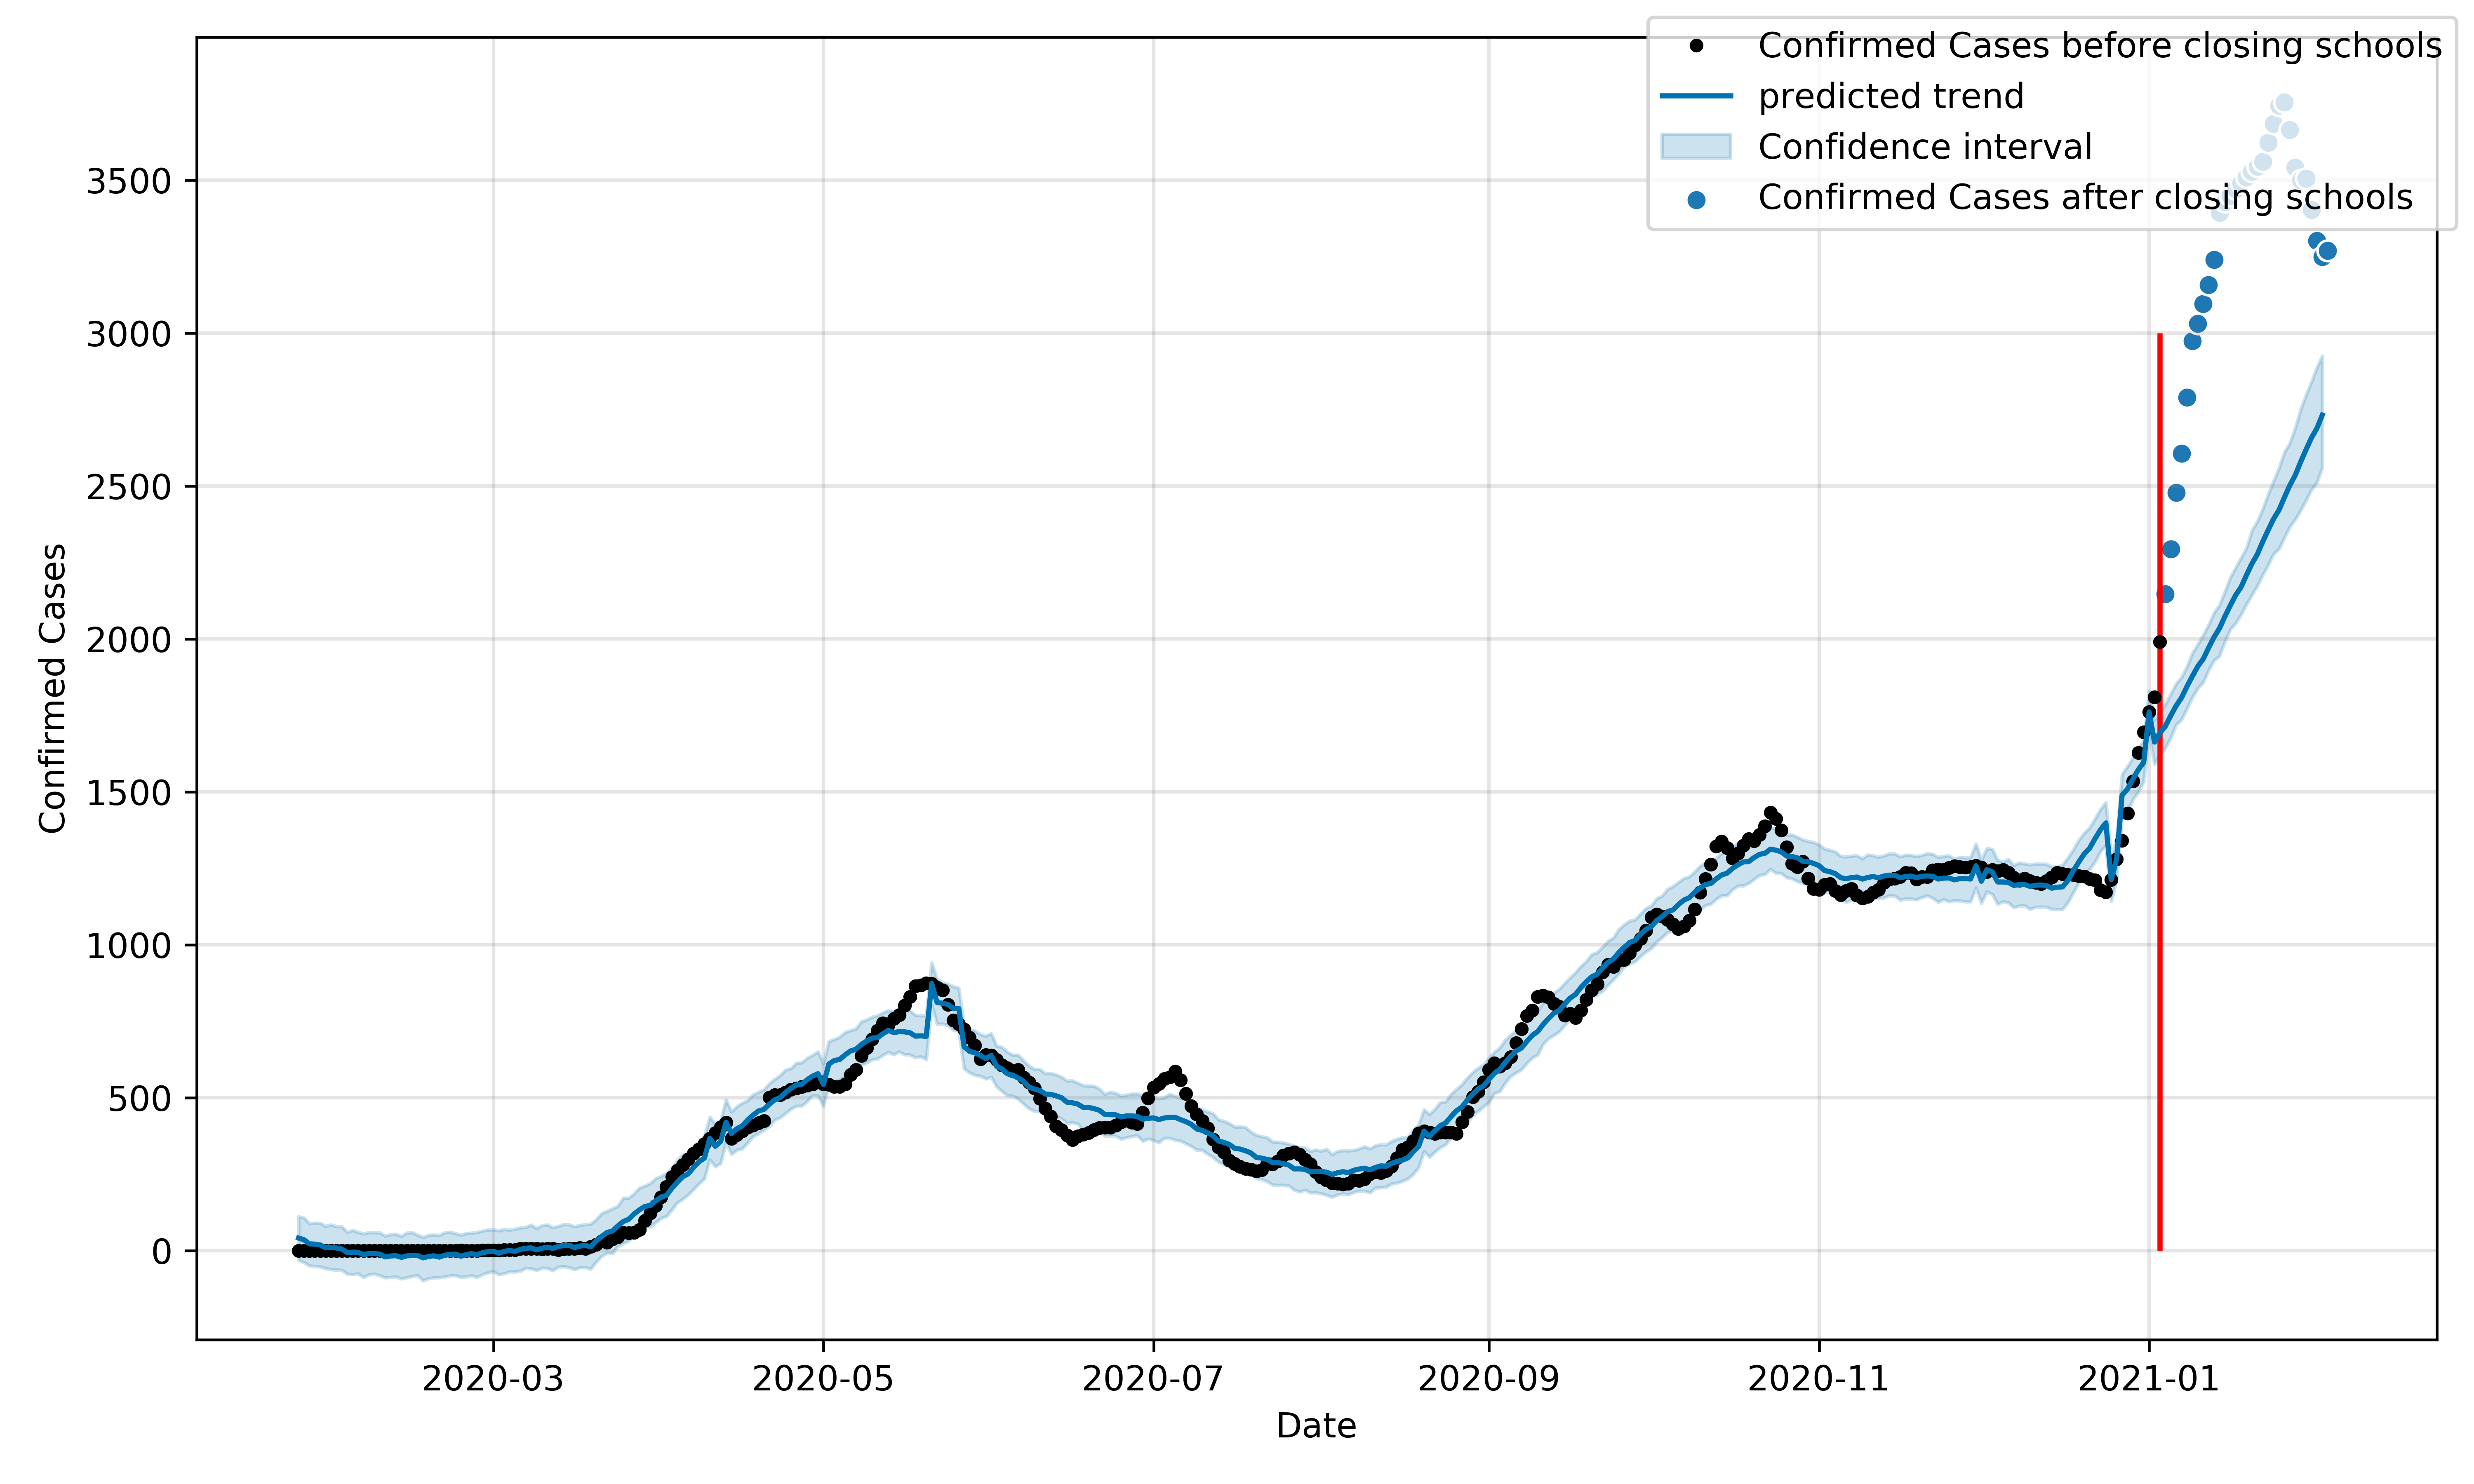 Confirmed Cases before closing schools
predicted trend
Confidence interval
Confirmed Cases after closing schools
3500
3000
2500
2000
1500
1000
500
0
Confirmed Cases
2020-03 2020-05 2020-07 2020-09 2020-11 2021-01
Date